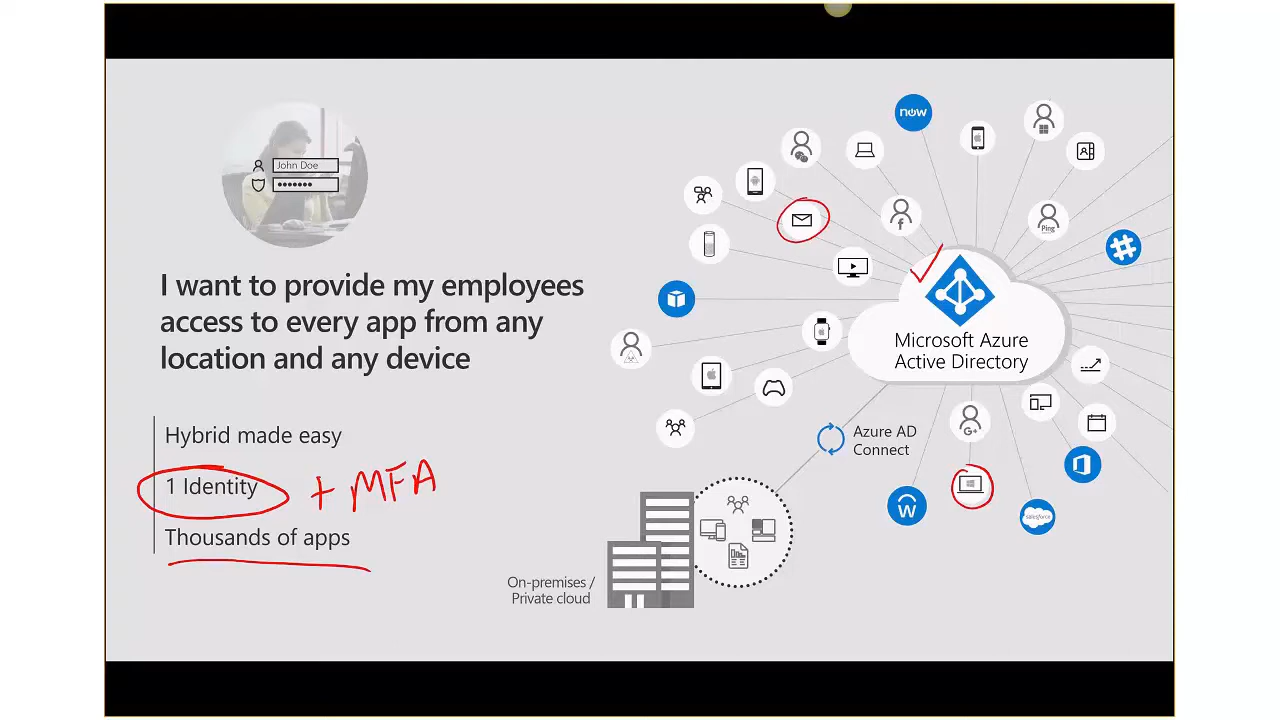 John Doe
I want to provide my employees
access to every app from any
location and any device
Hybrid made easy
1 Identity + MFA
Thousands of apps
now
f
Ping
Microsoft Azure
Active Directory
G+
Azure AD
Connect
W
salesforce
On-premises /
Private cloud